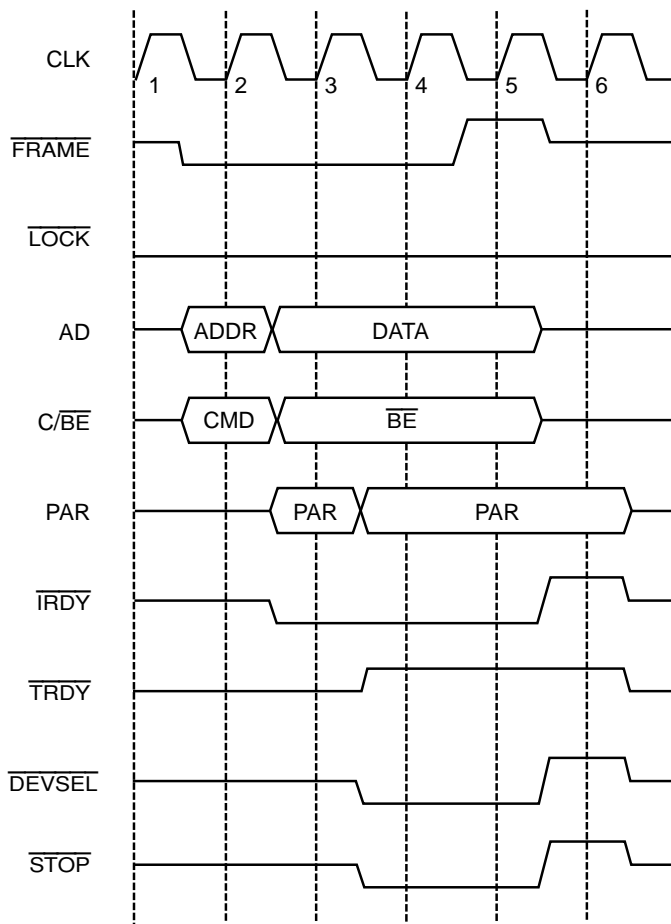 CLK
1 2 3 4 5 6
FRAME
LOCK
AD ADDR DATA
C/BE CMD BE
PAR PAR PAR
IRDY
TRDY
DEVSEL
STOP